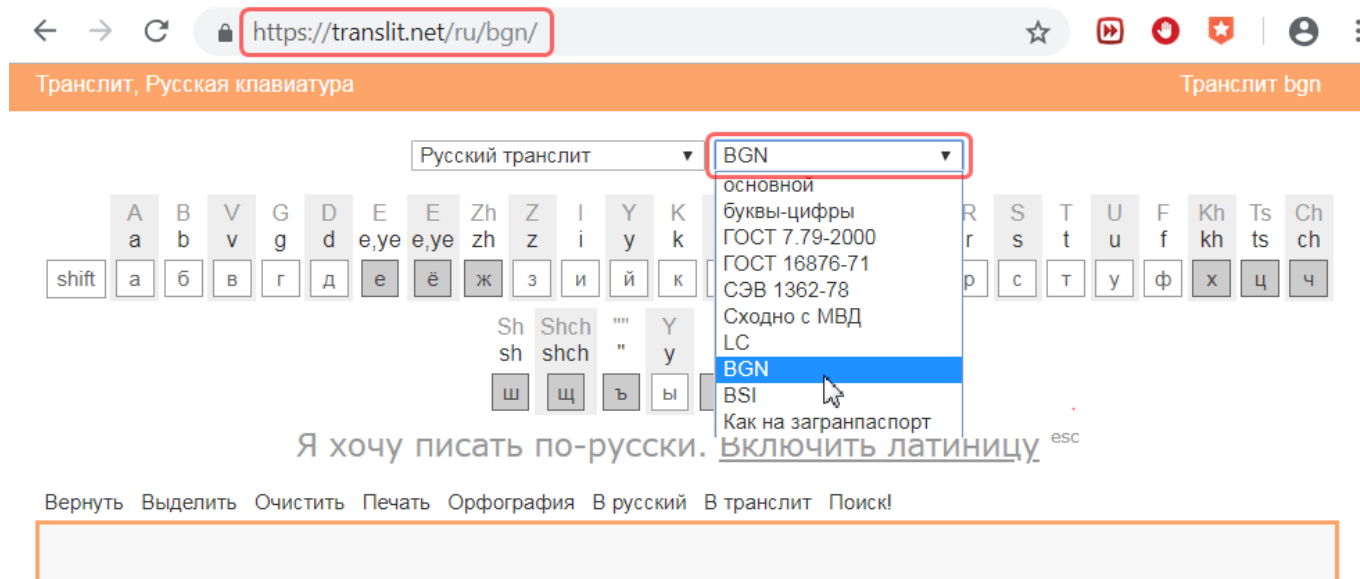 https://translit.net/ru/bgn/
Транслит, Русская клавиатура Транслит bgn
Русский транслит BGN
основной
буквы-цифры
ГОСТ 7.79-2000
ГОСТ 16876-71
СЭВ 1362-78
Сходно с МВД
LC
BGN
BSI
Как на загранпаспорт
A B V G D E E Zh Z I Y K R S T U F Kh Ts Ch
a b v g d e,ye e,ye zh z i y k r s t u f kh ts ch
shift а б в г д е ё ж з и й к р с т у ф х ц ч
Sh Shch "" Y
sh shch " y
ш щ ъ ы
Я хочу писать по-русски. Включить латиницу esc
Вернуть Выделить Очистить Печать Орфография В русский В транслит Поиск!